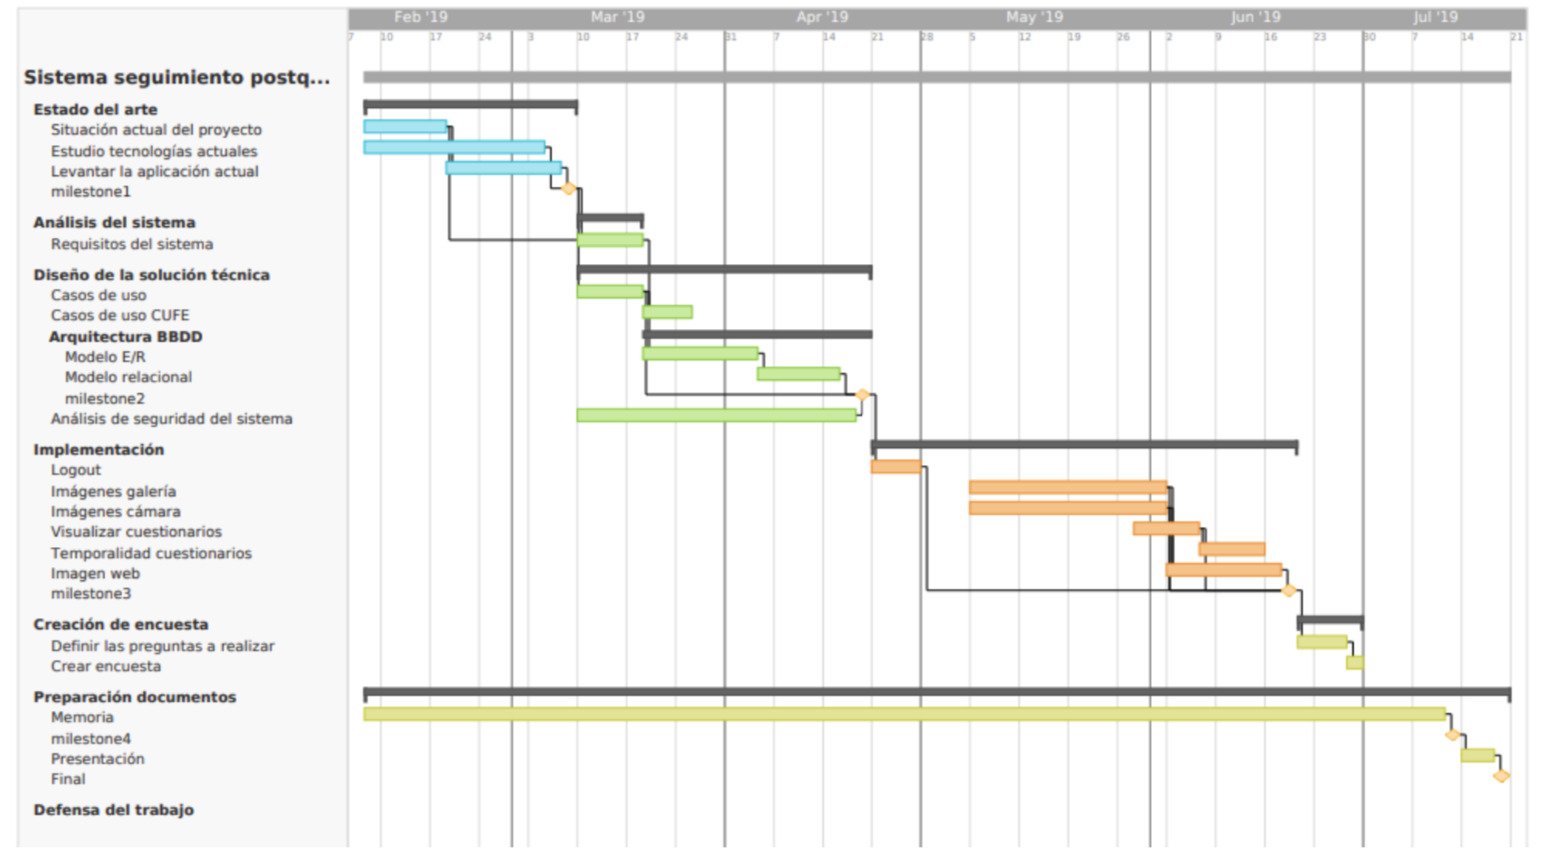 Feb '19 Mar '19 Apr '19 May '19 Jun '19 Jul '19
7 10 17 24 3 10 17 24 31 7 14 21 28 5 12 19 26 2 9 16 23 30 7 14 21
Sistema seguimiento postq...
Estado del arte
Situación actual del proyecto
Estudio tecnologías actuales
Levantar la aplicación actual
milestone1
Análisis del sistema
Requisitos del sistema
Diseño de la solución técnica
Casos de uso
Casos de uso CUFE
Arquitectura BBDD
Modelo E/R
Modelo relacional
milestone2
Análisis de seguridad del sistema
Implementación
Logout
Imágenes galería
Imágenes cámara
Visualizar cuestionarios
Temporalidad cuestionarios
Imagen web
milestone3
Creación de encuesta
Definir las preguntas a realizar
Crear encuesta
Preparación documentos
Memoria
milestone4
Presentación
Final
Defensa del trabajo